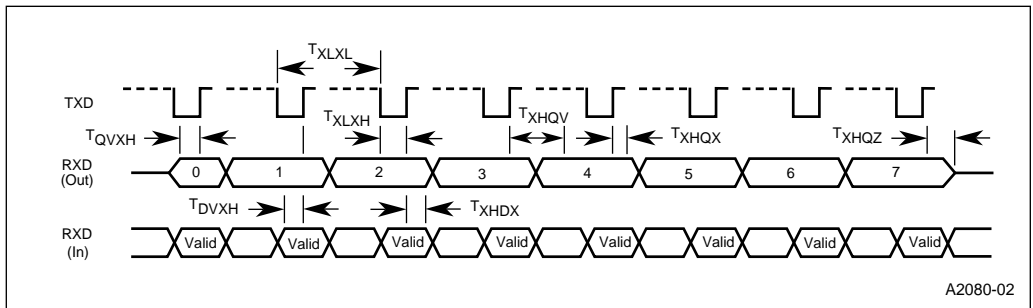 TXLXL
TXD
TXLXH
TXHQV
TQVXH
TXHQX
TXHQZ
RXD
(Out)
0 1 2 3 4 5 6 7
TDVXH
TXHDX
RXD
(In)
Valid Valid Valid Valid Valid Valid Valid Valid
A2080-02